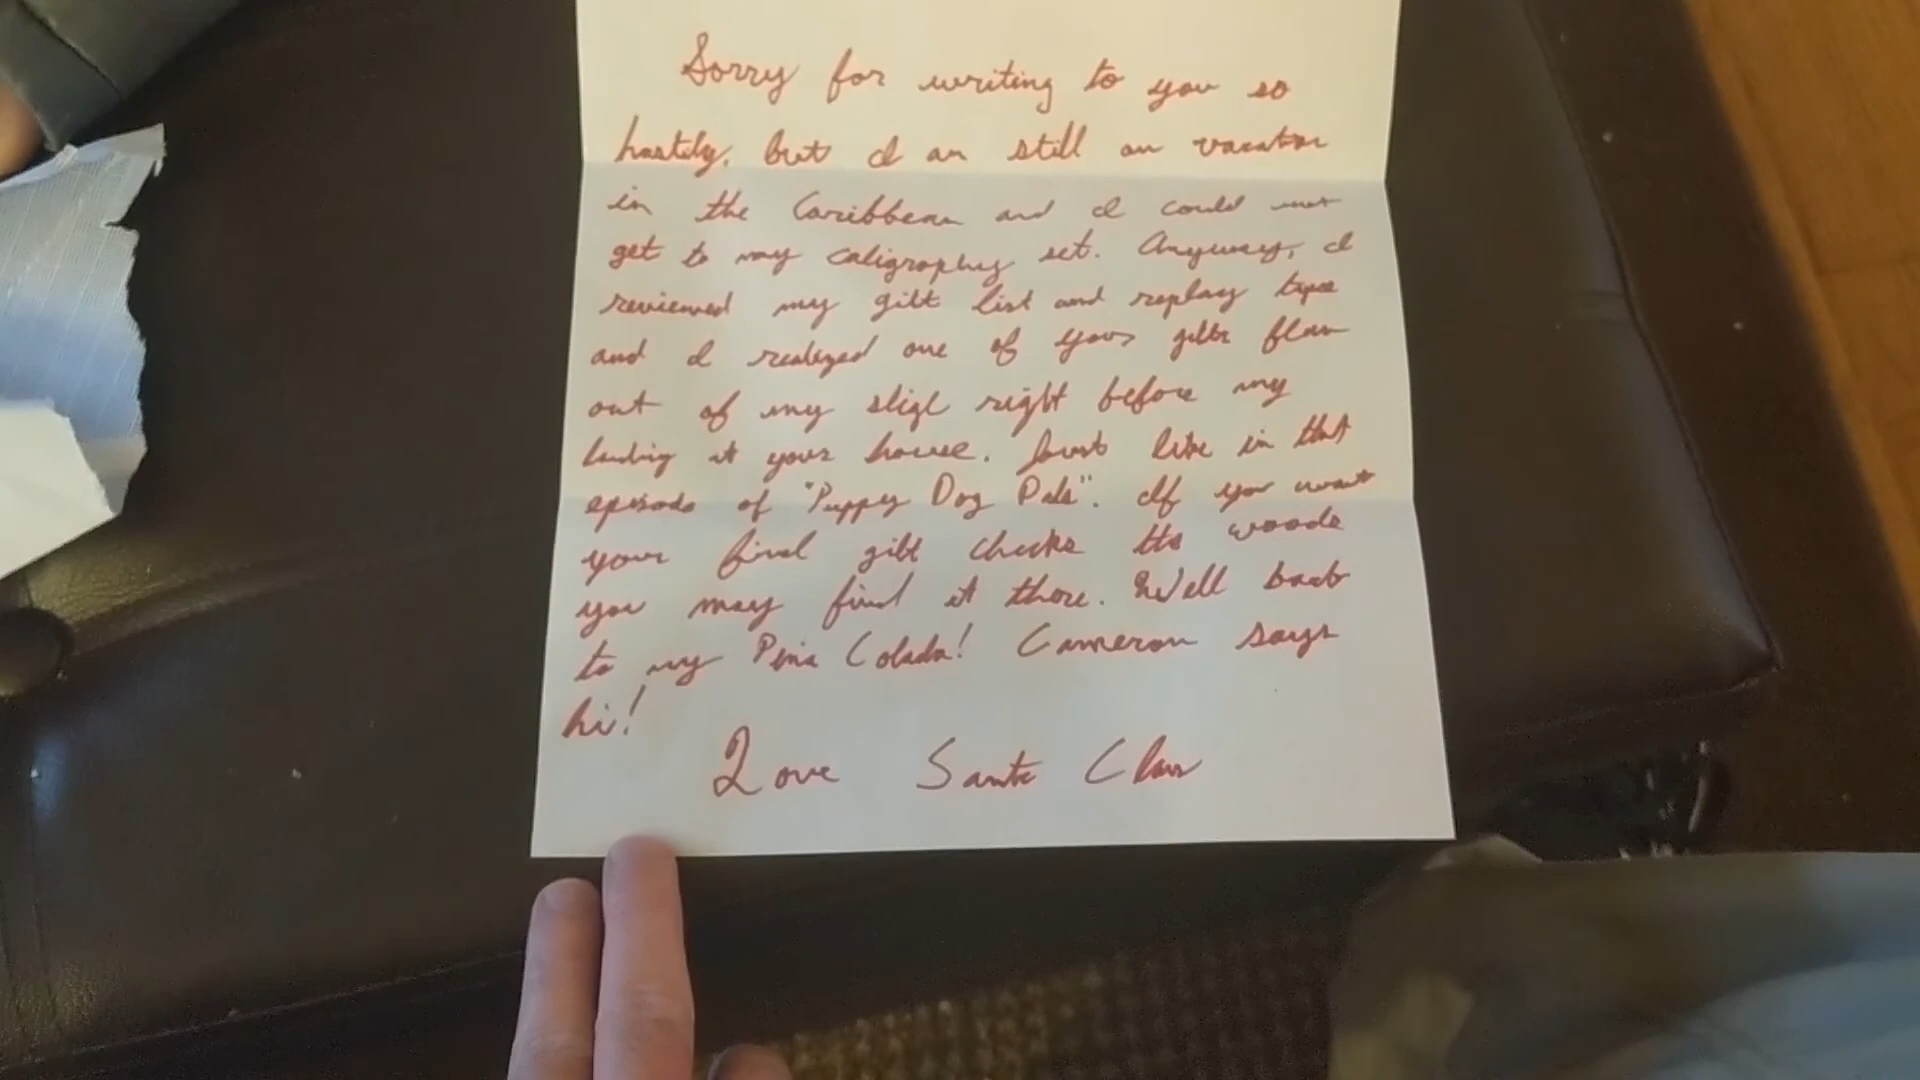 Sorry for writing to you so
hastily, but I am still on vacation
in the Caribbean and I could not
get to my caligraphy set. Anyway, I
reviewed my gift list and replay tape
and I realized one of yours gifts flew
out of my sligh right before my
landing at your house. Just like in that
episode of "Puppy Dog Pals". If you want
your final gift checks the woods
you may find it there. Well back
to my Pina Colada! Cameron says
hi!
Love Santa Claus